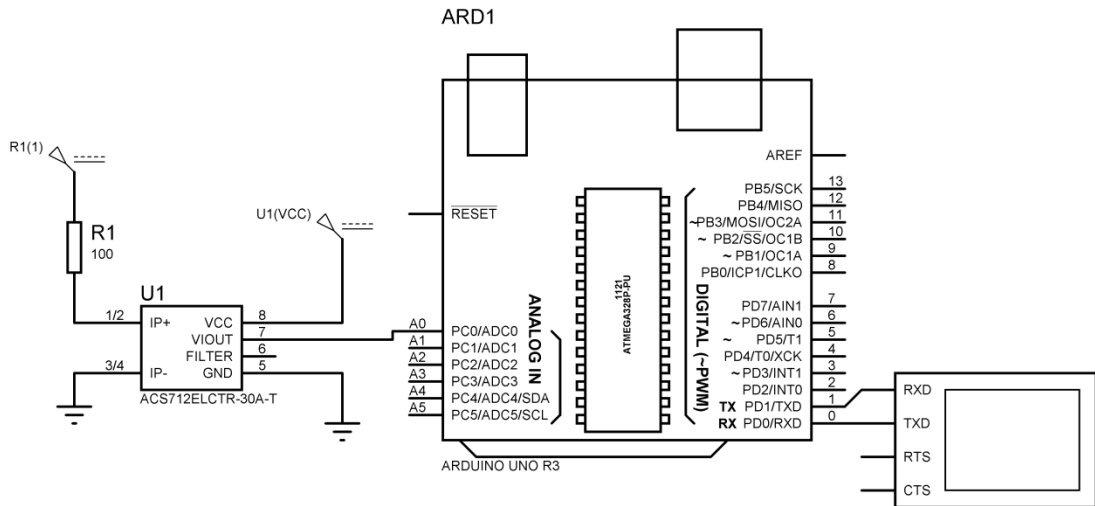 ARD1
R1(1)
R1
100
U1(VCC)
U1
1/2
IP+
3/4
IP-
VCC
8
VIOUT
7
FILTER
6
GND
5
ACS712ELCTR-30A-T
RESET
A0
PC0/ADC0
A1
PC1/ADC1
A2
PC2/ADC2
A3
PC3/ADC3
A4
PC4/ADC4/SDA
A5
PC5/ADC5/SCL
ANALOG IN
1121
ATMEGA328P-PU
DIGITAL (~PWM)
AREF
PB5/SCK
13
PB4/MISO
12
~PB3/MOSI/OC2A
11
~ PB2/SS/OC1B
10
~ PB1/OC1A
9
PB0/ICP1/CLKO
8
PD7/AIN1
7
~PD6/AIN0
6
~ PD5/T1
5
PD4/T0/XCK
4
~PD3/INT1
3
PD2/INT0
2
TX PD1/TXD
1
RX PD0/RXD
0
ARDUINO UNO R3
RXD
TXD
RTS
CTS